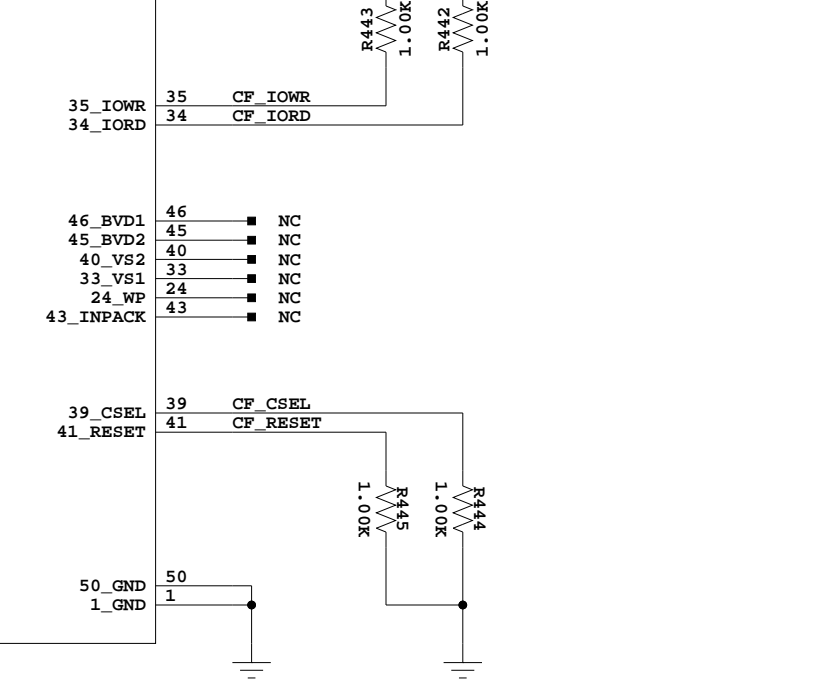 R443
1.00K
R442
1.00K
35_IOWR 35 CF_IOWR
34_IORD 34 CF_IORD
46_BVD1 46 NC
45_BVD2 45 NC
40_VS2 40 NC
33_VS1 33 NC
24_WP 24 NC
43_INPACK 43 NC
39_CSEL 39 CF_CSEL
41_RESET 41 CF_RESET
1.00K
R445
1.00K
R444
50_GND 50
1_GND 1